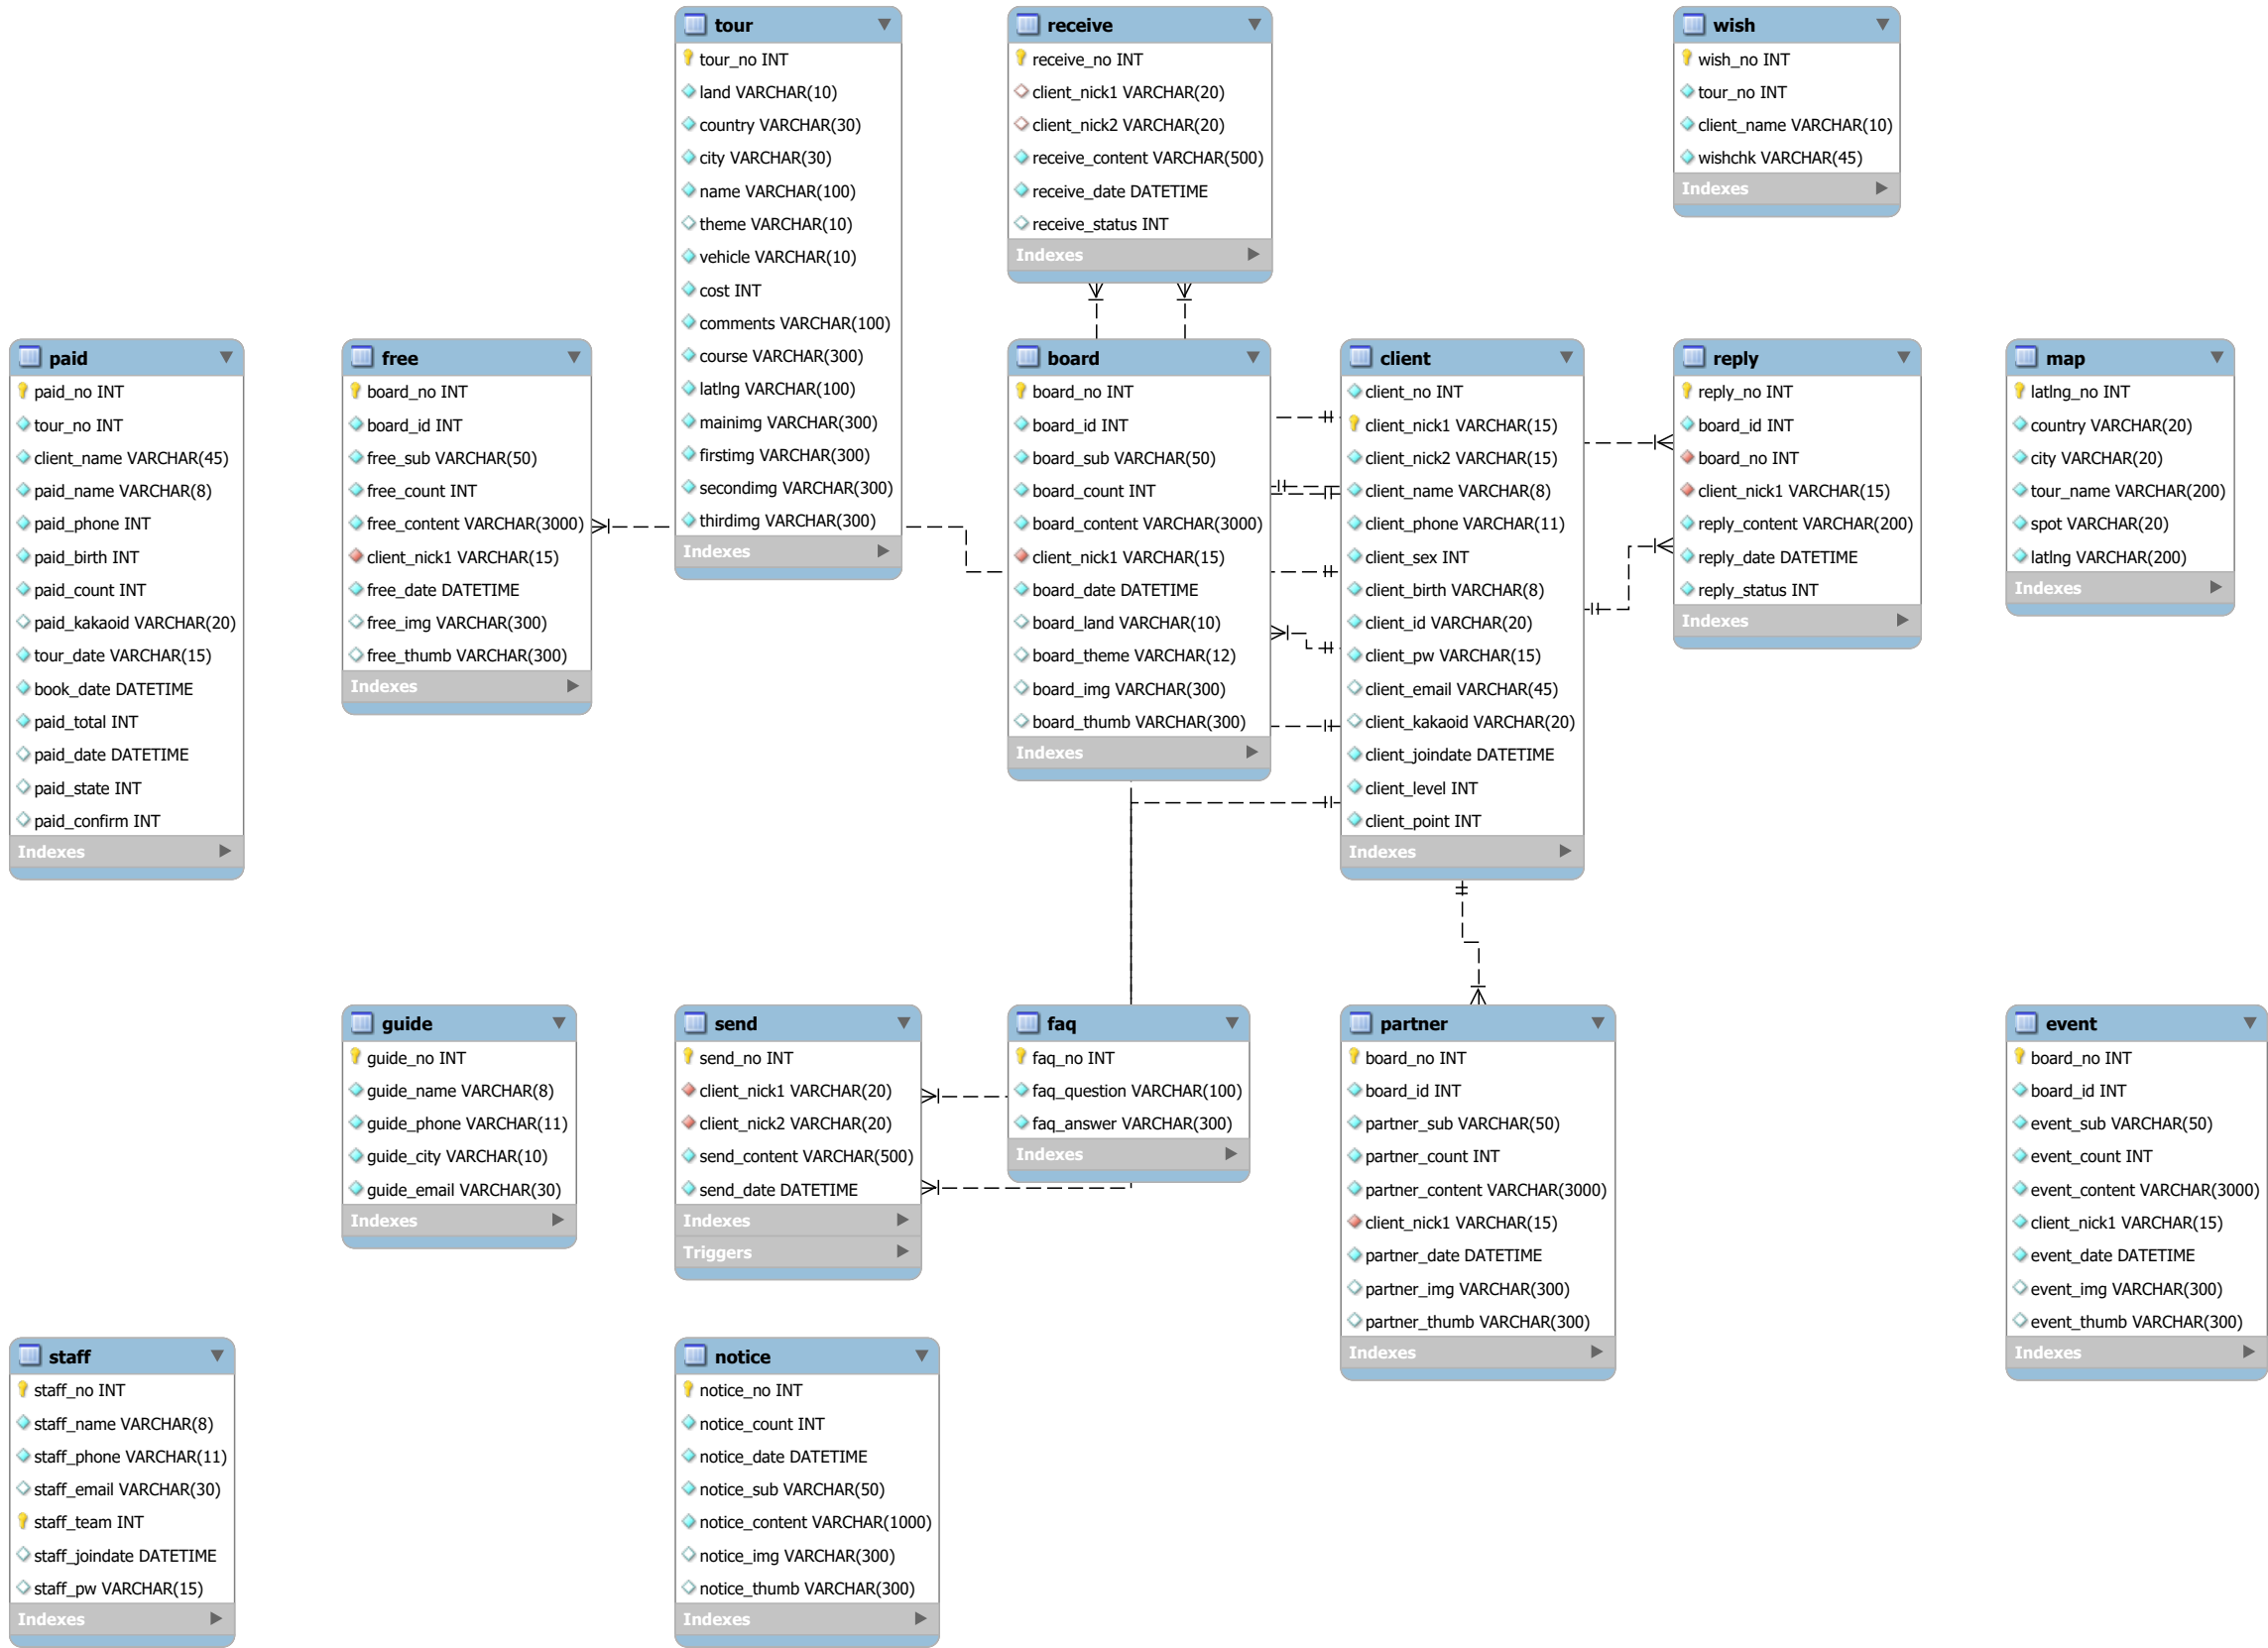 tour
tour_no INT
land VARCHAR(10)
country VARCHAR(30)
city VARCHAR(30)
name VARCHAR(100)
theme VARCHAR(10)
vehicle VARCHAR(10)
cost INT
comments VARCHAR(100)
course VARCHAR(300)
latlng VARCHAR(100)
mainimg VARCHAR(300)
firstimg VARCHAR(300)
secondimg VARCHAR(300)
thirdimg VARCHAR(300)
Indexes
receive
receive_no INT
client_nick1 VARCHAR(20)
client_nick2 VARCHAR(20)
receive_content VARCHAR(500)
receive_date DATETIME
receive_status INT
Indexes
wish
wish_no INT
tour_no INT
client_name VARCHAR(10)
wishchk VARCHAR(45)
Indexes
paid
paid_no INT
tour_no INT
client_name VARCHAR(45)
paid_name VARCHAR(8)
paid_phone INT
paid_birth INT
paid_count INT
paid_kakaoid VARCHAR(20)
tour_date VARCHAR(15)
book_date DATETIME
paid_total INT
paid_date DATETIME
paid_state INT
paid_confirm INT
Indexes
free
board_no INT
board_id INT
free_sub VARCHAR(50)
free_count INT
free_content VARCHAR(3000)
client_nick1 VARCHAR(15)
free_date DATETIME
free_img VARCHAR(300)
free_thumb VARCHAR(300)
Indexes
board
board_no INT
board_id INT
board_sub VARCHAR(50)
board_count INT
board_content VARCHAR(3000)
client_nick1 VARCHAR(15)
board_date DATETIME
board_land VARCHAR(10)
board_theme VARCHAR(12)
board_img VARCHAR(300)
board_thumb VARCHAR(300)
Indexes
client
client_no INT
client_nick1 VARCHAR(15)
client_nick2 VARCHAR(15)
client_name VARCHAR(8)
client_phone VARCHAR(11)
client_sex INT
client_birth VARCHAR(8)
client_id VARCHAR(20)
client_pw VARCHAR(15)
client_email VARCHAR(45)
client_kakaoid VARCHAR(20)
client_joindate DATETIME
client_level INT
client_point INT
Indexes
reply
reply_no INT
board_id INT
board_no INT
client_nick1 VARCHAR(15)
reply_content VARCHAR(200)
reply_date DATETIME
reply_status INT
Indexes
map
latlng_no INT
country VARCHAR(20)
city VARCHAR(20)
tour_name VARCHAR(200)
spot VARCHAR(20)
latlng VARCHAR(200)
Indexes
guide
guide_no INT
guide_name VARCHAR(8)
guide_phone VARCHAR(11)
guide_city VARCHAR(10)
guide_email VARCHAR(30)
Indexes
send
send_no INT
client_nick1 VARCHAR(20)
client_nick2 VARCHAR(20)
send_content VARCHAR(500)
send_date DATETIME
Indexes
Triggers
faq
faq_no INT
faq_question VARCHAR(100)
faq_answer VARCHAR(300)
Indexes
partner
board_no INT
board_id INT
partner_sub VARCHAR(50)
partner_count INT
partner_content VARCHAR(3000)
client_nick1 VARCHAR(15)
partner_date DATETIME
partner_img VARCHAR(300)
partner_thumb VARCHAR(300)
Indexes
event
board_no INT
board_id INT
event_sub VARCHAR(50)
event_count INT
event_content VARCHAR(3000)
client_nick1 VARCHAR(15)
event_date DATETIME
event_img VARCHAR(300)
event_thumb VARCHAR(300)
Indexes
staff
staff_no INT
staff_name VARCHAR(8)
staff_phone VARCHAR(11)
staff_email VARCHAR(30)
staff_team INT
staff_joindate DATETIME
staff_pw VARCHAR(15)
Indexes
notice
notice_no INT
notice_count INT
notice_date DATETIME
notice_sub VARCHAR(50)
notice_content VARCHAR(1000)
notice_img VARCHAR(300)
notice_thumb VARCHAR(300)
Indexes